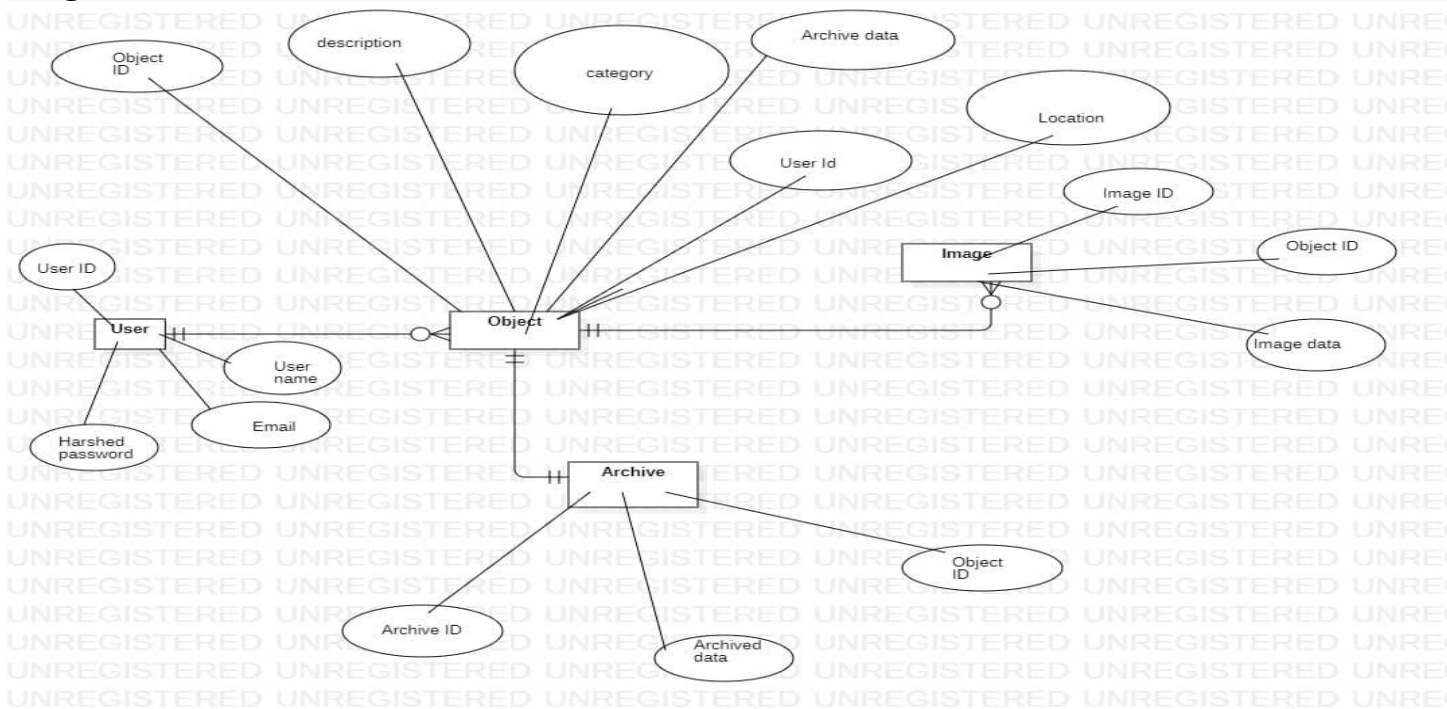 Object
ID
description
category
Archive data
Location
User Id
Image ID
Image
Object ID
User ID
User
Object
Image data
User
name
Email
Harshed
password
Archive
Object
ID
Archive ID
Archived
data
UNREGISTERED